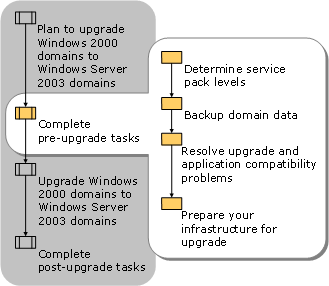 Plan to upgrade
Windows 2000
domains to
Windows Server
2003 domains
Complete
pre-upgrade tasks
Upgrade Windows
2000 domains to
Windows Server
2003 domains
Complete
post-upgrade tasks
Determine service
pack levels
Backup domain data
Resolve upgrade and
application compatibility
problems
Prepare your
infrastructure for
upgrade